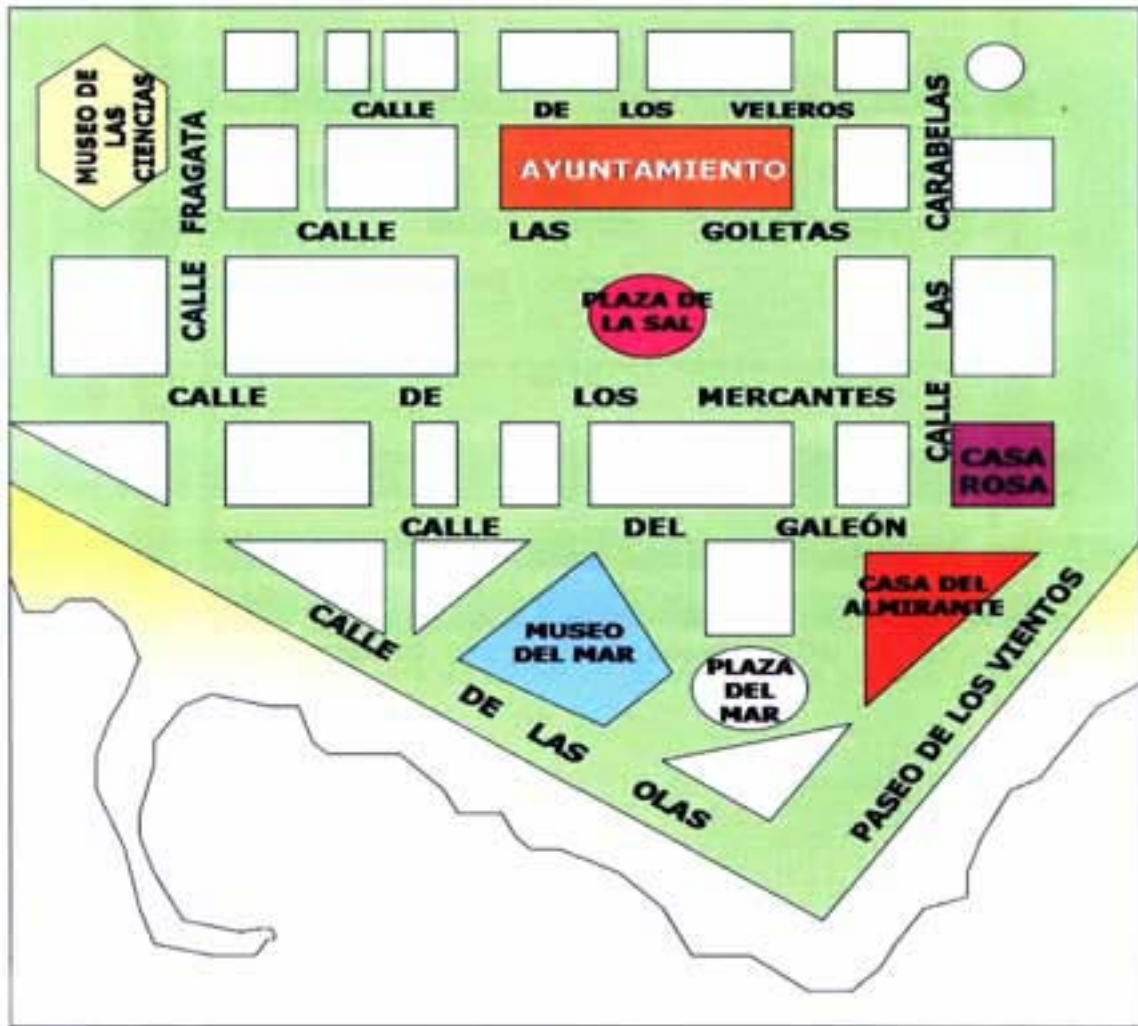 MUSEO DE
LAS
CIENCIAS
CALLE FRAGATA
CALLE DE LOS VELEROS
AYUNTAMIENTO
CALLE LAS CARABELAS
CALLE LAS GOLETAS
PLAZA DE
LA SAL
CALLE DE LOS MERCANTES
CASA
ROSA
CALLE DEL GALEÓN
CASA DEL
ALMIRANTE
MUSEO
DEL MAR
PLAZA
DEL
MAR
CALLE DE LAS OLAS
PASEO DE LOS VIENTOS